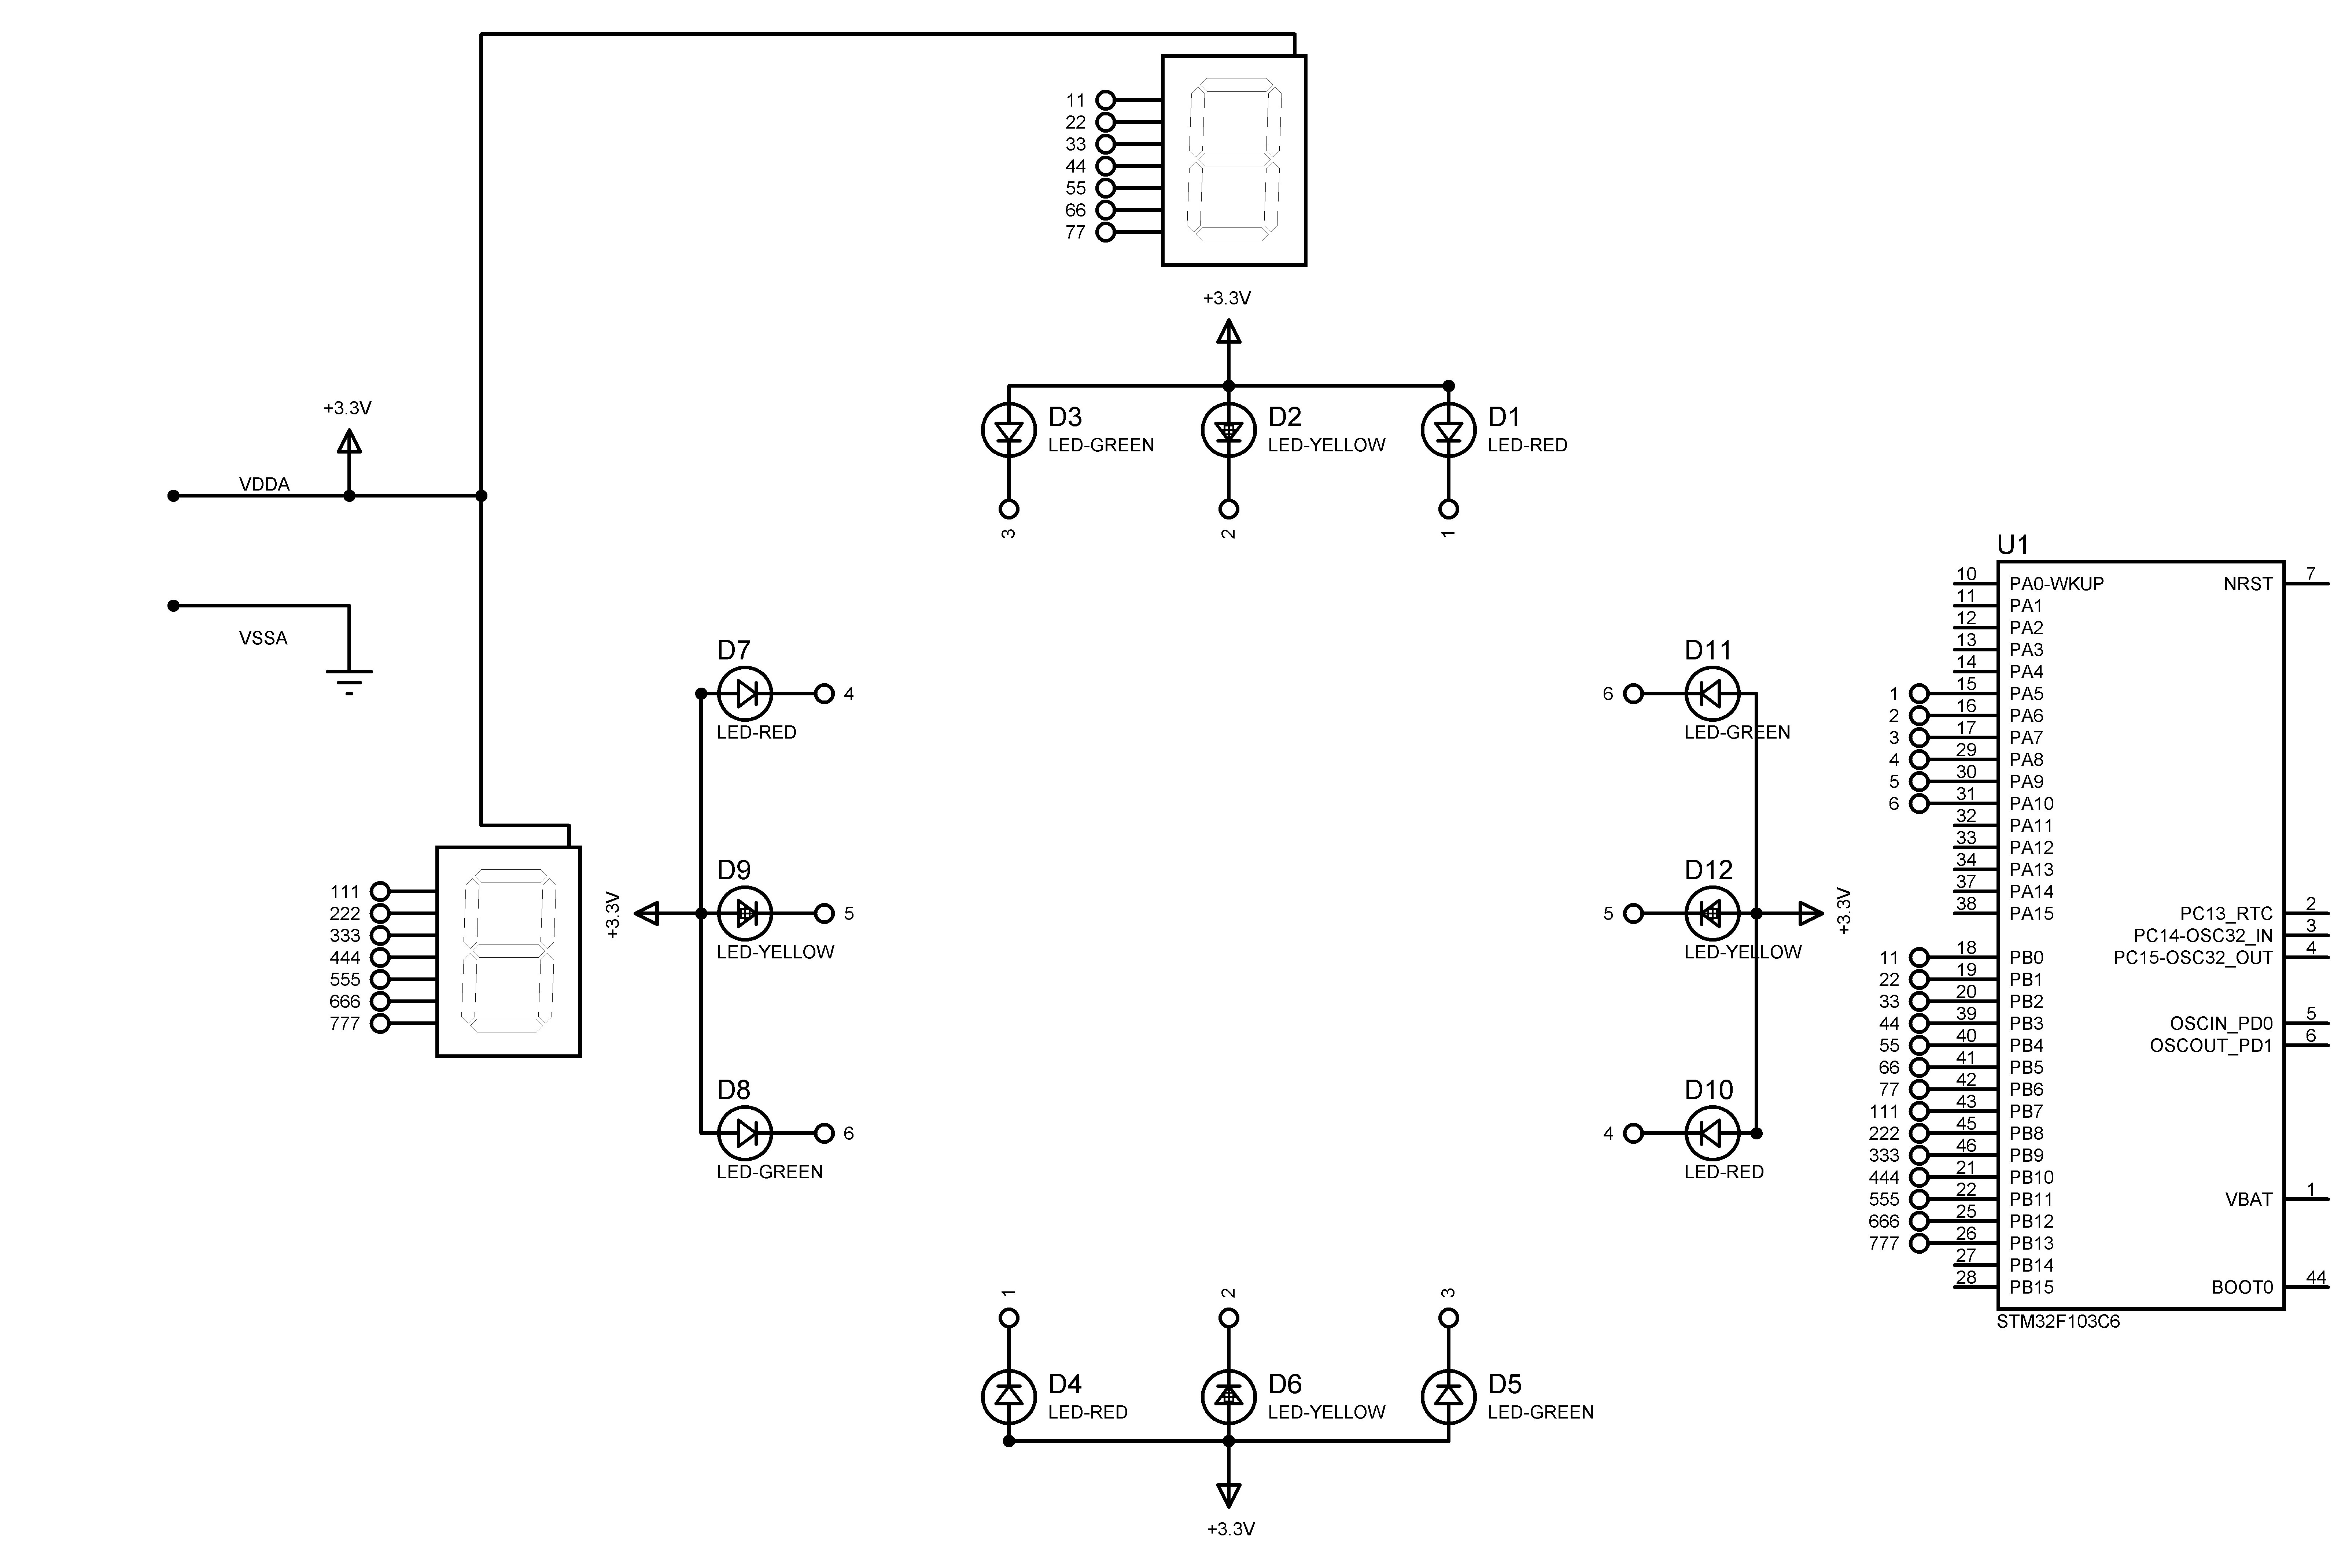 11
22
33
44
55
66
77
+3.3V
D3
LED-GREEN
D2
LED-YELLOW
D1
LED-RED
3
2
1
+3.3V
VDDA
VSSA
D7
LED-RED
4
D9
LED-YELLOW
5
+3.3V
D8
LED-GREEN
6
111
222
333
444
555
666
777
D11
6
LED-GREEN
D12
5
LED-YELLOW
+3.3V
D10
4
LED-RED
1
2
3
D4
LED-RED
D6
LED-YELLOW
D5
LED-GREEN
+3.3V
U1
10 PA0-WKUP NRST 7
11 PA1
12 PA2
13 PA3
14 PA4
1 15 PA5
2 16 PA6
3 17 PA7
4 29 PA8
5 30 PA9
6 31 PA10
32 PA11
33 PA12
34 PA13
37 PA14
38 PA15 PC13_RTC 2
PC14-OSC32_IN 3
11 18 PB0 PC15-OSC32_OUT 4
22 19 PB1
33 20 PB2
44 39 PB3 OSCIN_PD0 5
55 40 PB4 OSCOUT_PD1 6
66 41 PB5
77 42 PB6
111 43 PB7
222 45 PB8
333 46 PB9
444 21 PB10
555 22 PB11 VBAT 1
666 25 PB12
777 26 PB13
27 PB14
28 PB15 BOOT0 44
STM32F103C6